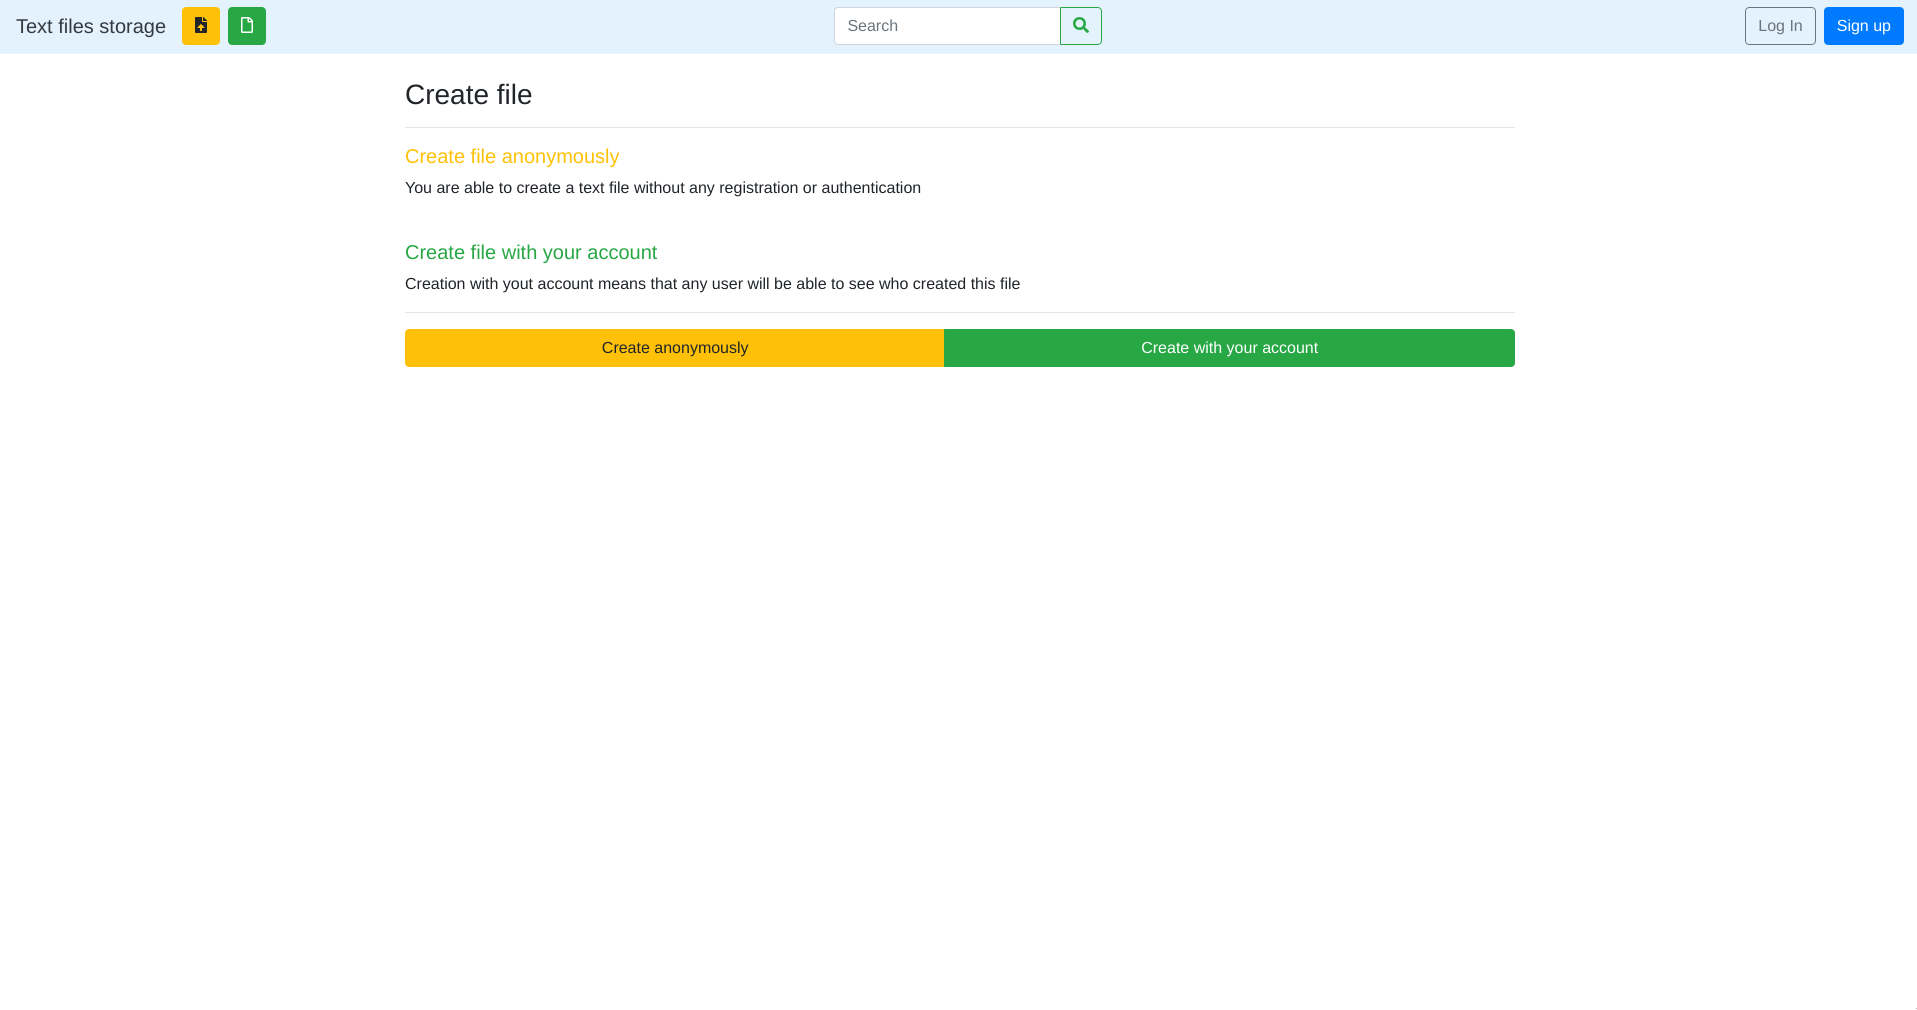 Text files storage
Search
Log In
Sign up
Create file
Create file anonymously
You are able to create a text file without any registration or authentication
Create file with your account
Creation with yout account means that any user will be able to see who created this file
Create anonymously
Create with your account